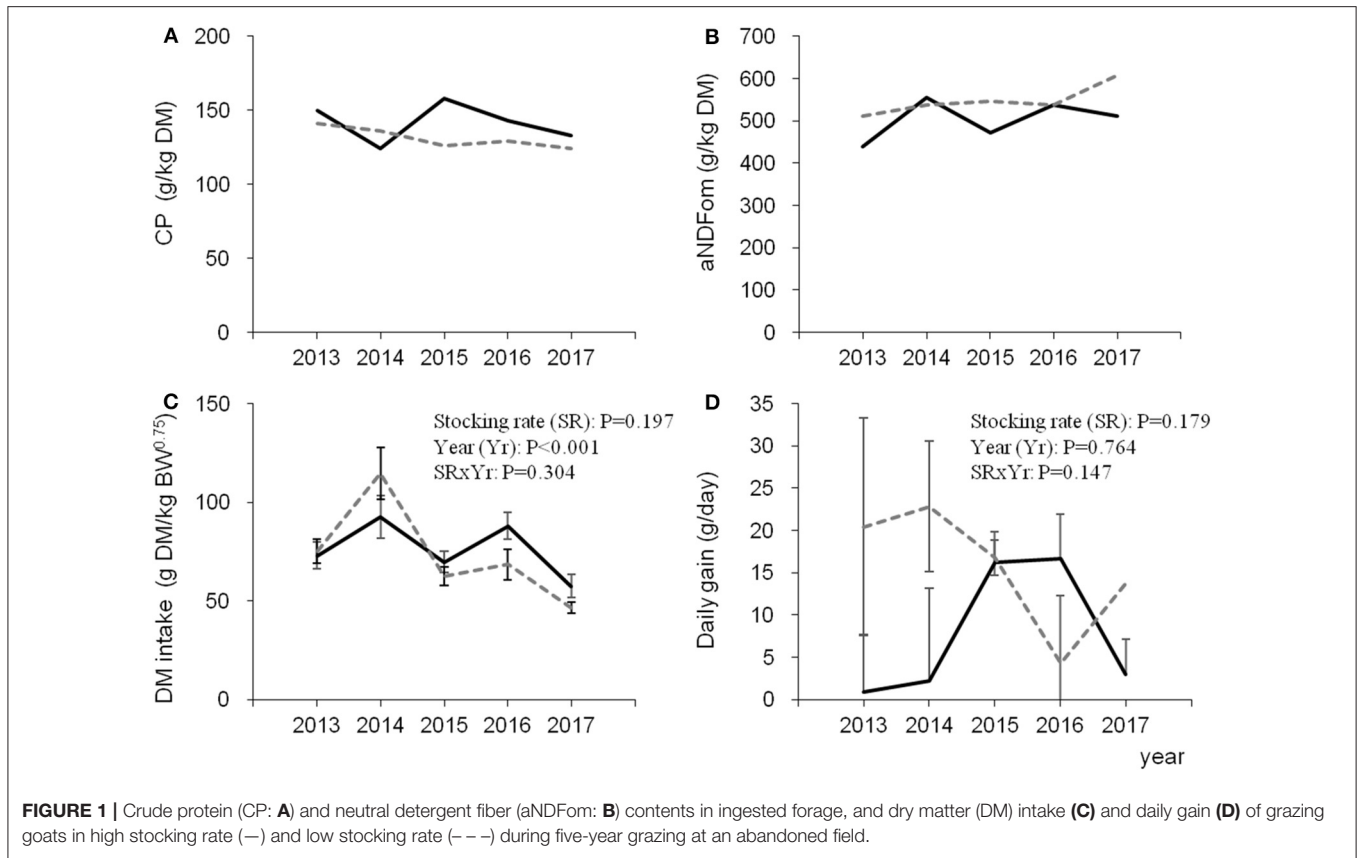 A
CP (g/kg DM)
200
150
100
50
0
2013 2014 2015 2016 2017
B
aNDFom (g/kg DM)
700
600
500
400
300
200
100
0
2013 2014 2015 2016 2017
C
DM intake (g DM/kg BW^0.75)
150
100
50
0
Stocking rate (SR): P=0.197
Year (Yr): P<0.001
SRxYr: P=0.304
2013 2014 2015 2016 2017
D
Daily gain (g/day)
35
30
25
20
15
10
5
0
Stocking rate (SR): P=0.179
Year (Yr): P=0.764
SRxYr: P=0.147
2013 2014 2015 2016 2017
year
FIGURE 1 | Crude protein (CP: A) and neutral detergent fiber (aNDFom: B) contents in ingested forage, and dry matter (DM) intake (C) and daily gain (D) of grazing
goats in high stocking rate (—) and low stocking rate (– – –) during five-year grazing at an abandoned field.